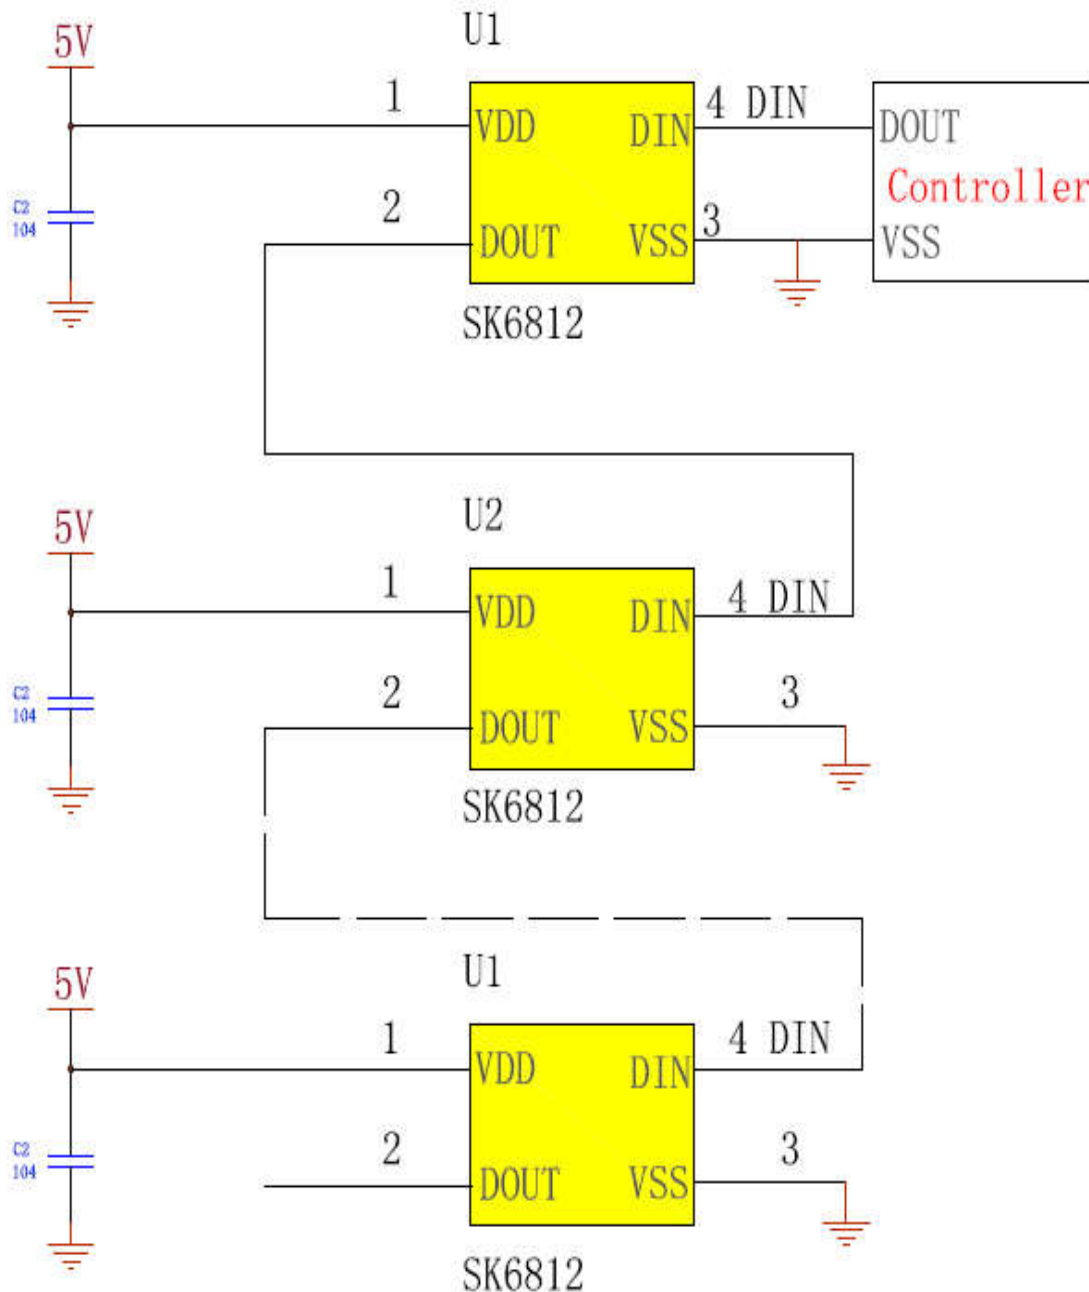 U1
5V
1
4 DIN
VDD
DIN
DOUT
Controller
2
3
C2
104
DOUT
VSS
VSS
SK6812
U2
5V
1
4 DIN
VDD
DIN
2
3
C2
104
DOUT
VSS
SK6812
U1
5V
1
4 DIN
VDD
DIN
2
3
C2
104
DOUT
VSS
SK6812